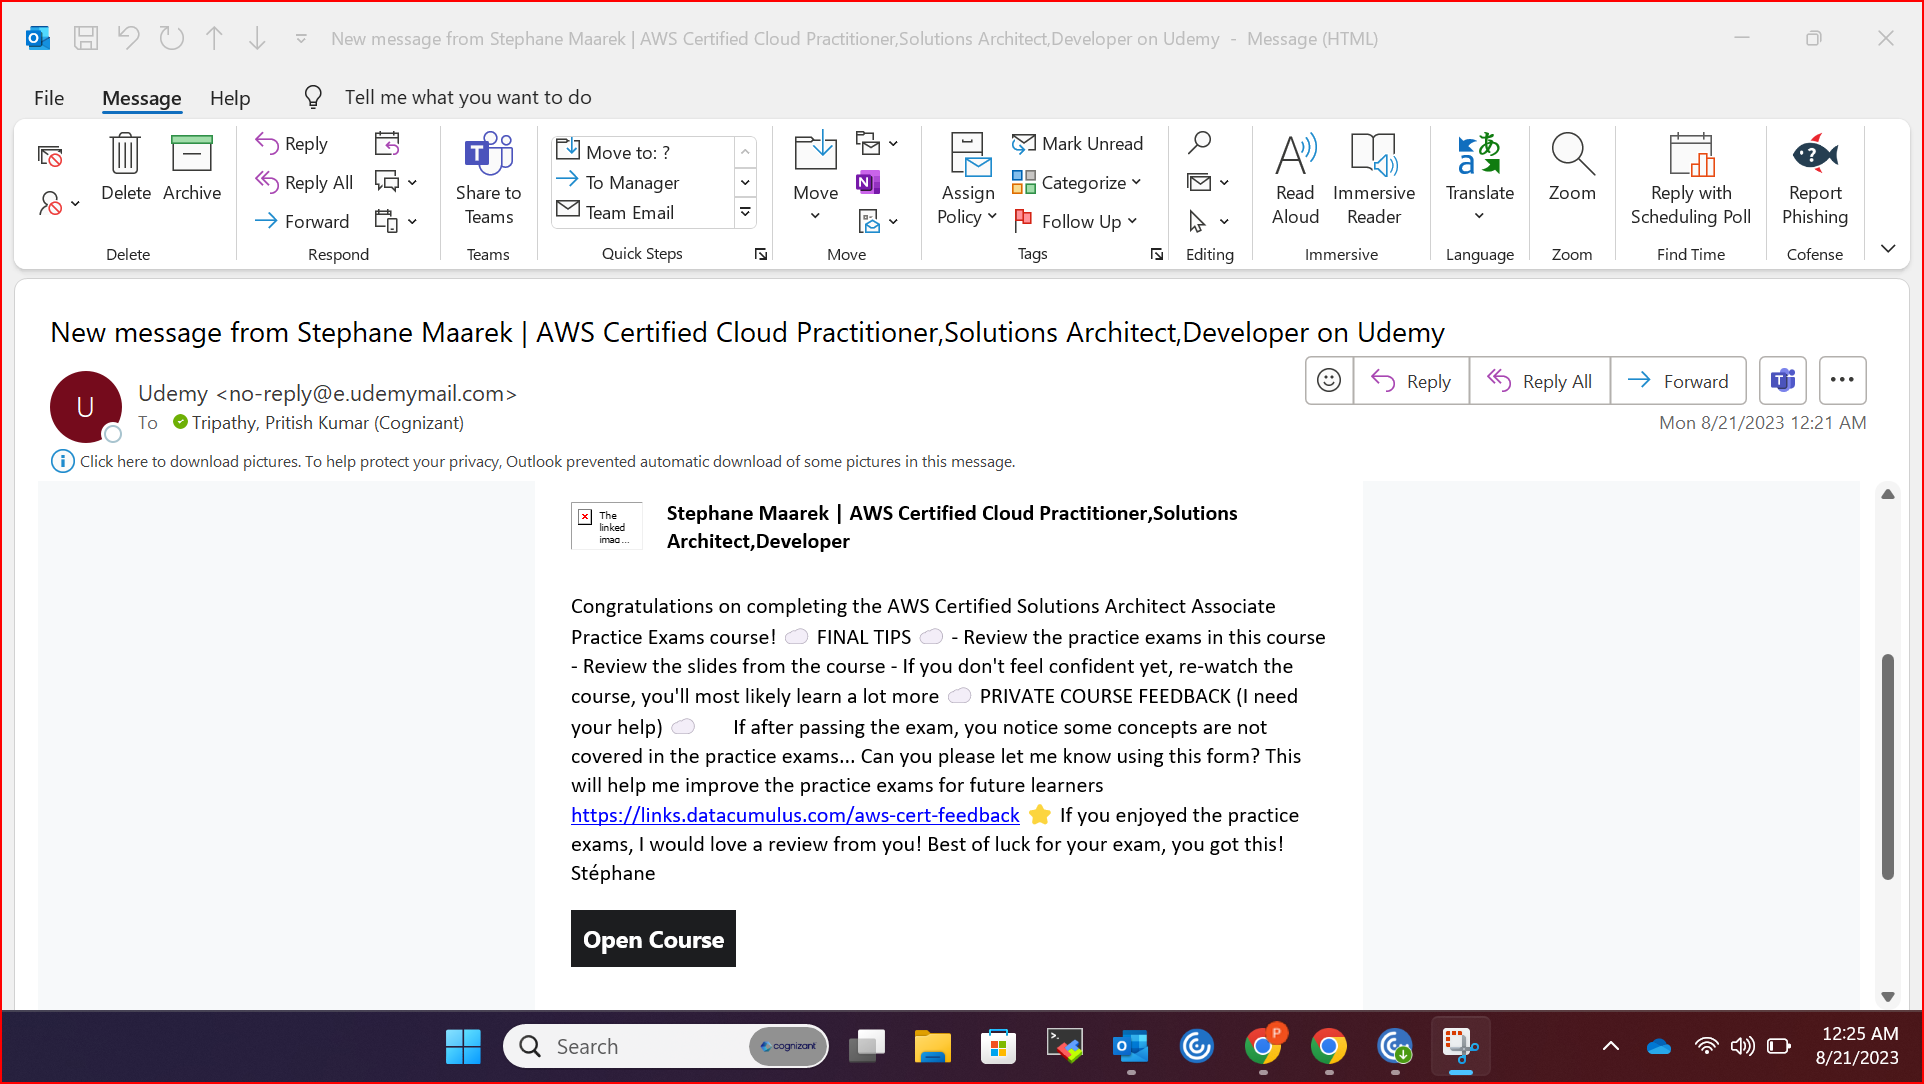 New message from Stephane Maarek | AWS Certified Cloud Practitioner,Solutions Architect,Developer on Udemy - Message (HTML)
File Message Help Tell me what you want to do
Delete
Archive
Delete
Reply
Reply All
Forward
Respond
Share to
Teams
Teams
Move to: ?
To Manager
Team Email
Quick Steps
Move
Move
Assign
Policy
Mark Unread
Categorize
Follow Up
Tags
Editing
Read
Aloud
Immersive
Reader
Immersive
Translate
Language
Zoom
Zoom
Reply with
Scheduling Poll
Find Time
Report
Phishing
Cofense
New message from Stephane Maarek | AWS Certified Cloud Practitioner,Solutions Architect,Developer on Udemy
U
Udemy <no-reply@e.udemymail.com>
To Tripathy, Pritish Kumar (Cognizant)
Reply Reply All Forward
Mon 8/21/2023 12:21 AM
Click here to download pictures. To help protect your privacy, Outlook prevented automatic download of some pictures in this message.
The
linked
imag...
Stephane Maarek | AWS Certified Cloud Practitioner,Solutions
Architect,Developer
Congratulations on completing the AWS Certified Solutions Architect Associate
Practice Exams course! ☁ FINAL TIPS ☁ - Review the practice exams in this course
- Review the slides from the course - If you don't feel confident yet, re-watch the
course, you'll most likely learn a lot more ☁ PRIVATE COURSE FEEDBACK (I need
your help) ☁ If after passing the exam, you notice some concepts are not
covered in the practice exams... Can you please let me know using this form? This
will help me improve the practice exams for future learners
https://links.datacumulus.com/aws-cert-feedback ⭐ If you enjoyed the practice
exams, I would love a review from you! Best of luck for your exam, you got this!
Stéphane
Open Course
Search
cognizant
P
12:25 AM
8/21/2023